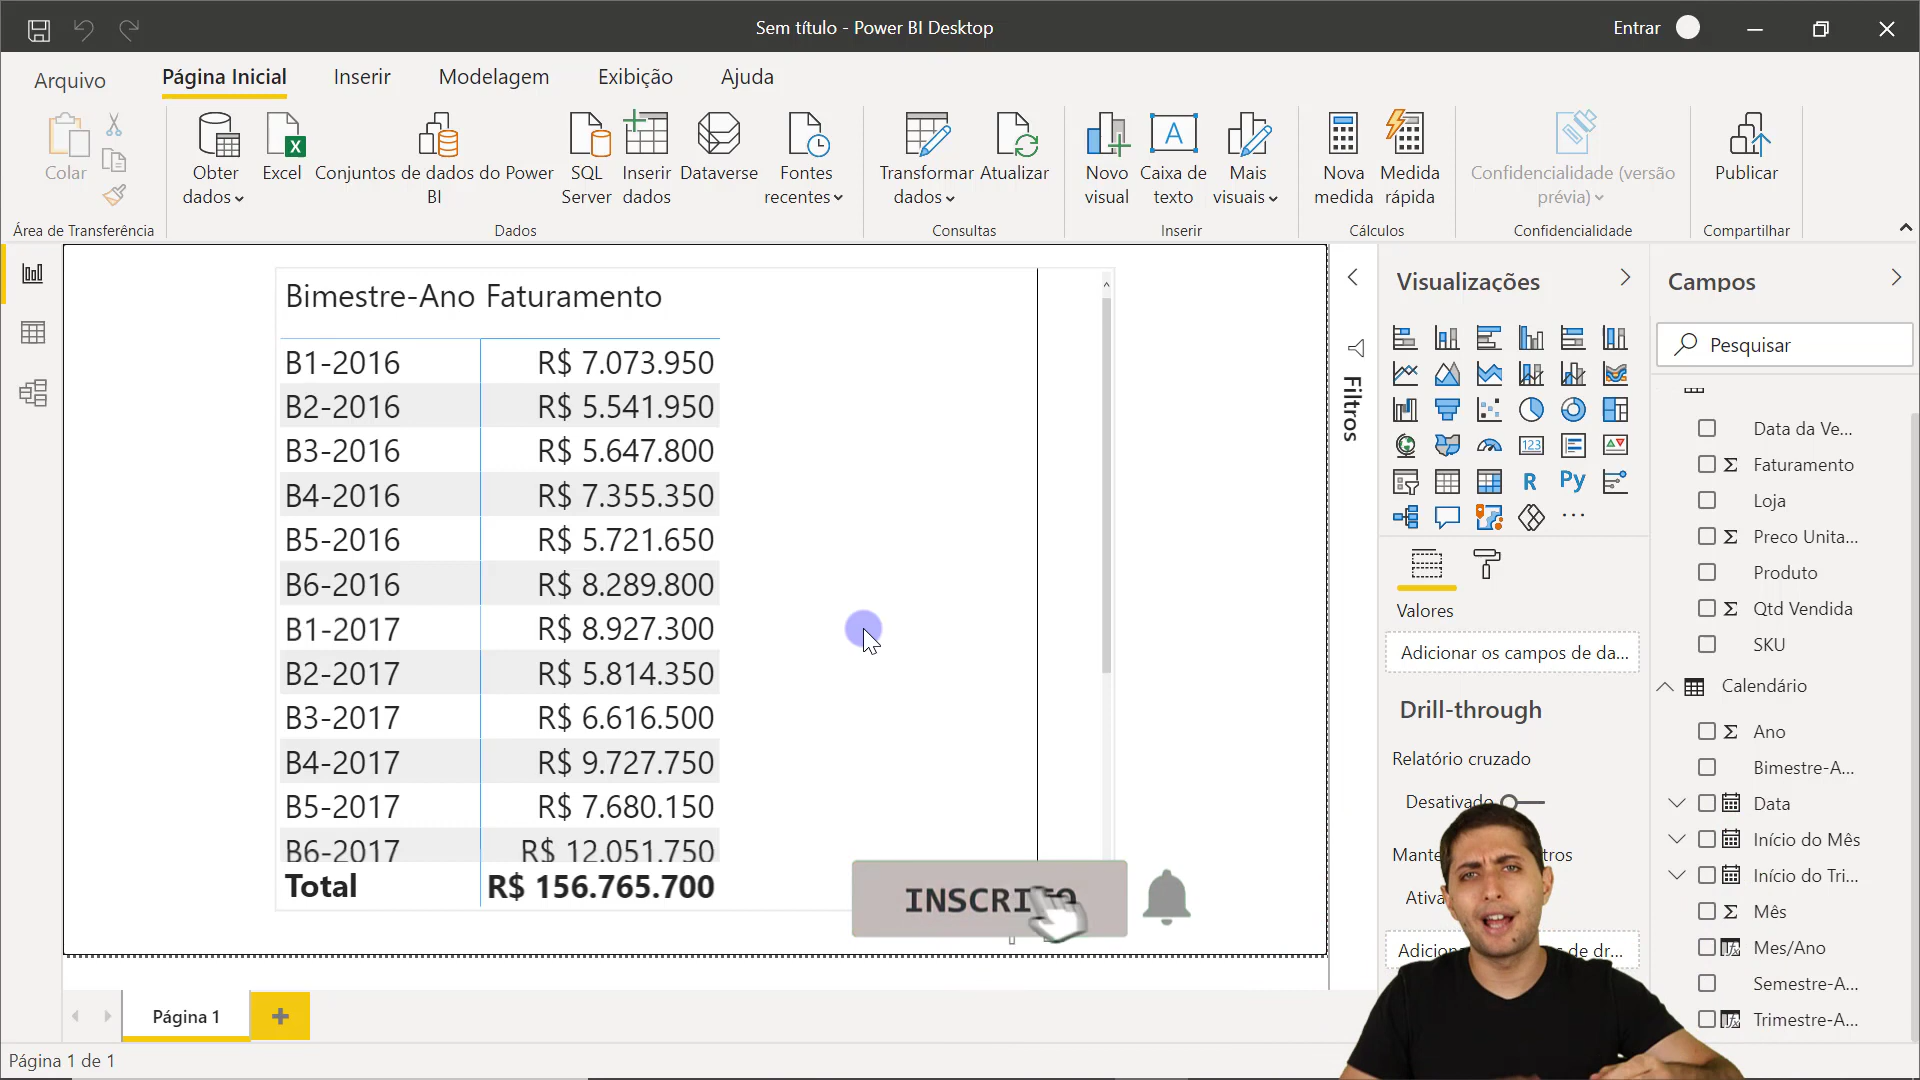 Sem título - Power BI Desktop
Entrar
Arquivo
Página Inicial
Inserir
Modelagem
Exibição
Ajuda
Colar
Obter dados
Excel
Conjuntos de dados do Power BI
SQL Server
Inserir dados
Dataverse
Fontes recentes
Transformar dados
Atualizar
Novo visual
Caixa de texto
Mais visuais
Nova medida
Medida rápida
Confidencialidade (versão prévia)
Publicar
Área de Transferência
Dados
Consultas
Inserir
Cálculos
Confidencialidade
Compartilhar
Bimestre-Ano Faturamento
B1-2016 R$ 7.073.950
B2-2016 R$ 5.541.950
B3-2016 R$ 5.647.800
B4-2016 R$ 7.355.350
B5-2016 R$ 5.721.650
B6-2016 R$ 8.289.800
B1-2017 R$ 8.927.300
B2-2017 R$ 5.814.350
B3-2017 R$ 6.616.500
B4-2017 R$ 9.727.750
B5-2017 R$ 7.680.150
B6-2017 R$ 12.051.750
Total R$ 156.765.700
Filtros
Visualizações
123
R
Py
Valores
Adicionar os campos de da...
Drill-through
Relatório cruzado
Desativado
de dr...
Campos
Pesquisar
Data da Ve...
Faturamento
Loja
Preco Unita...
Produto
Qtd Vendida
SKU
Calendário
Ano
Bimestre-A...
Data
Início do Mês
Início do Tri...
Mês
Mes/Ano
Semestre-A...
Trimestre-A...
Página 1
Página 1 de 1